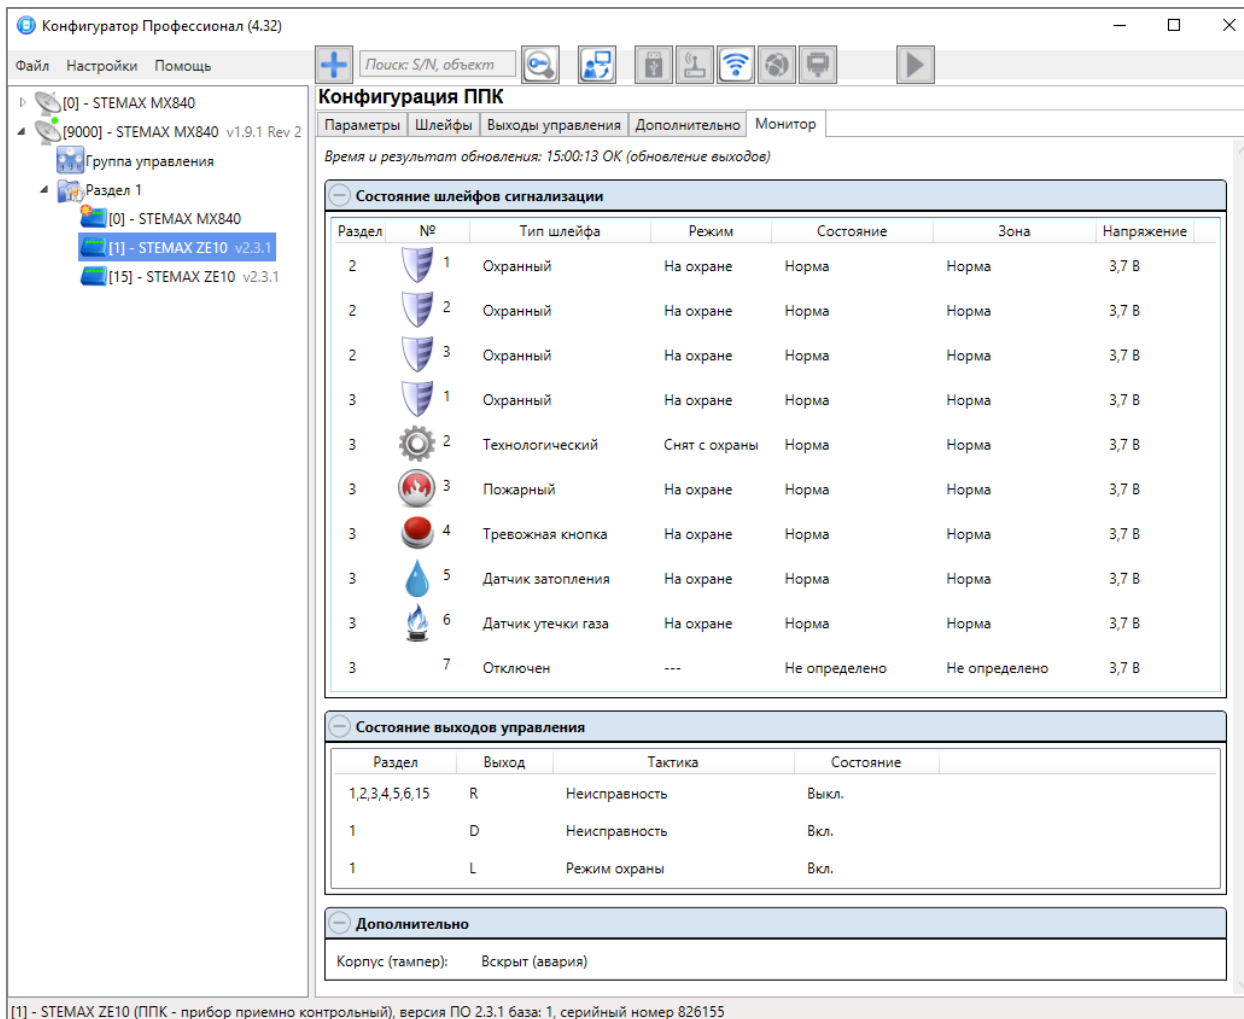 Конфигуратор Профессионал (4.32)
Файл Настройки Помощь Поиск: S/N, объект
[0] - STEMAX MX840
[9000] - STEMAX MX840 v1.9.1 Rev 2
Группа управления
Раздел 1
[0] - STEMAX MX840
[1] - STEMAX ZE10 v2.3.1
[15] - STEMAX ZE10 v2.3.1
Конфигурация ППК
Параметры Шлейфы Выходы управления Дополнительно Монитор
Время и результат обновления: 15:00:13 ОК (обновление выходов)
Состояние шлейфов сигнализации
Раздел № Тип шлейфа Режим Состояние Зона Напряжение
2 1 Охранный На охране Норма Норма 3,7 В
2 2 Охранный На охране Норма Норма 3,7 В
2 3 Охранный На охране Норма Норма 3,7 В
3 1 Охранный На охране Норма Норма 3,7 В
3 2 Технологический Снят с охраны Норма Норма 3,7 В
3 3 Пожарный На охране Норма Норма 3,7 В
3 4 Тревожная кнопка На охране Норма Норма 3,7 В
3 5 Датчик затопления На охране Норма Норма 3,7 В
3 6 Датчик утечки газа На охране Норма Норма 3,7 В
3 7 Отключен --- Не определено Не определено 3,7 В
Состояние выходов управления
Раздел Выход Тактика Состояние
1,2,3,4,5,6,15 R Неисправность Выкл.
1 D Неисправность Вкл.
1 L Режим охраны Вкл.
Дополнительно
Корпус (тампер): Вскрыт (авария)
[1] - STEMAX ZE10 (ППК - прибор приемно контрольный), версия ПО 2.3.1 база: 1, серийный номер 826155